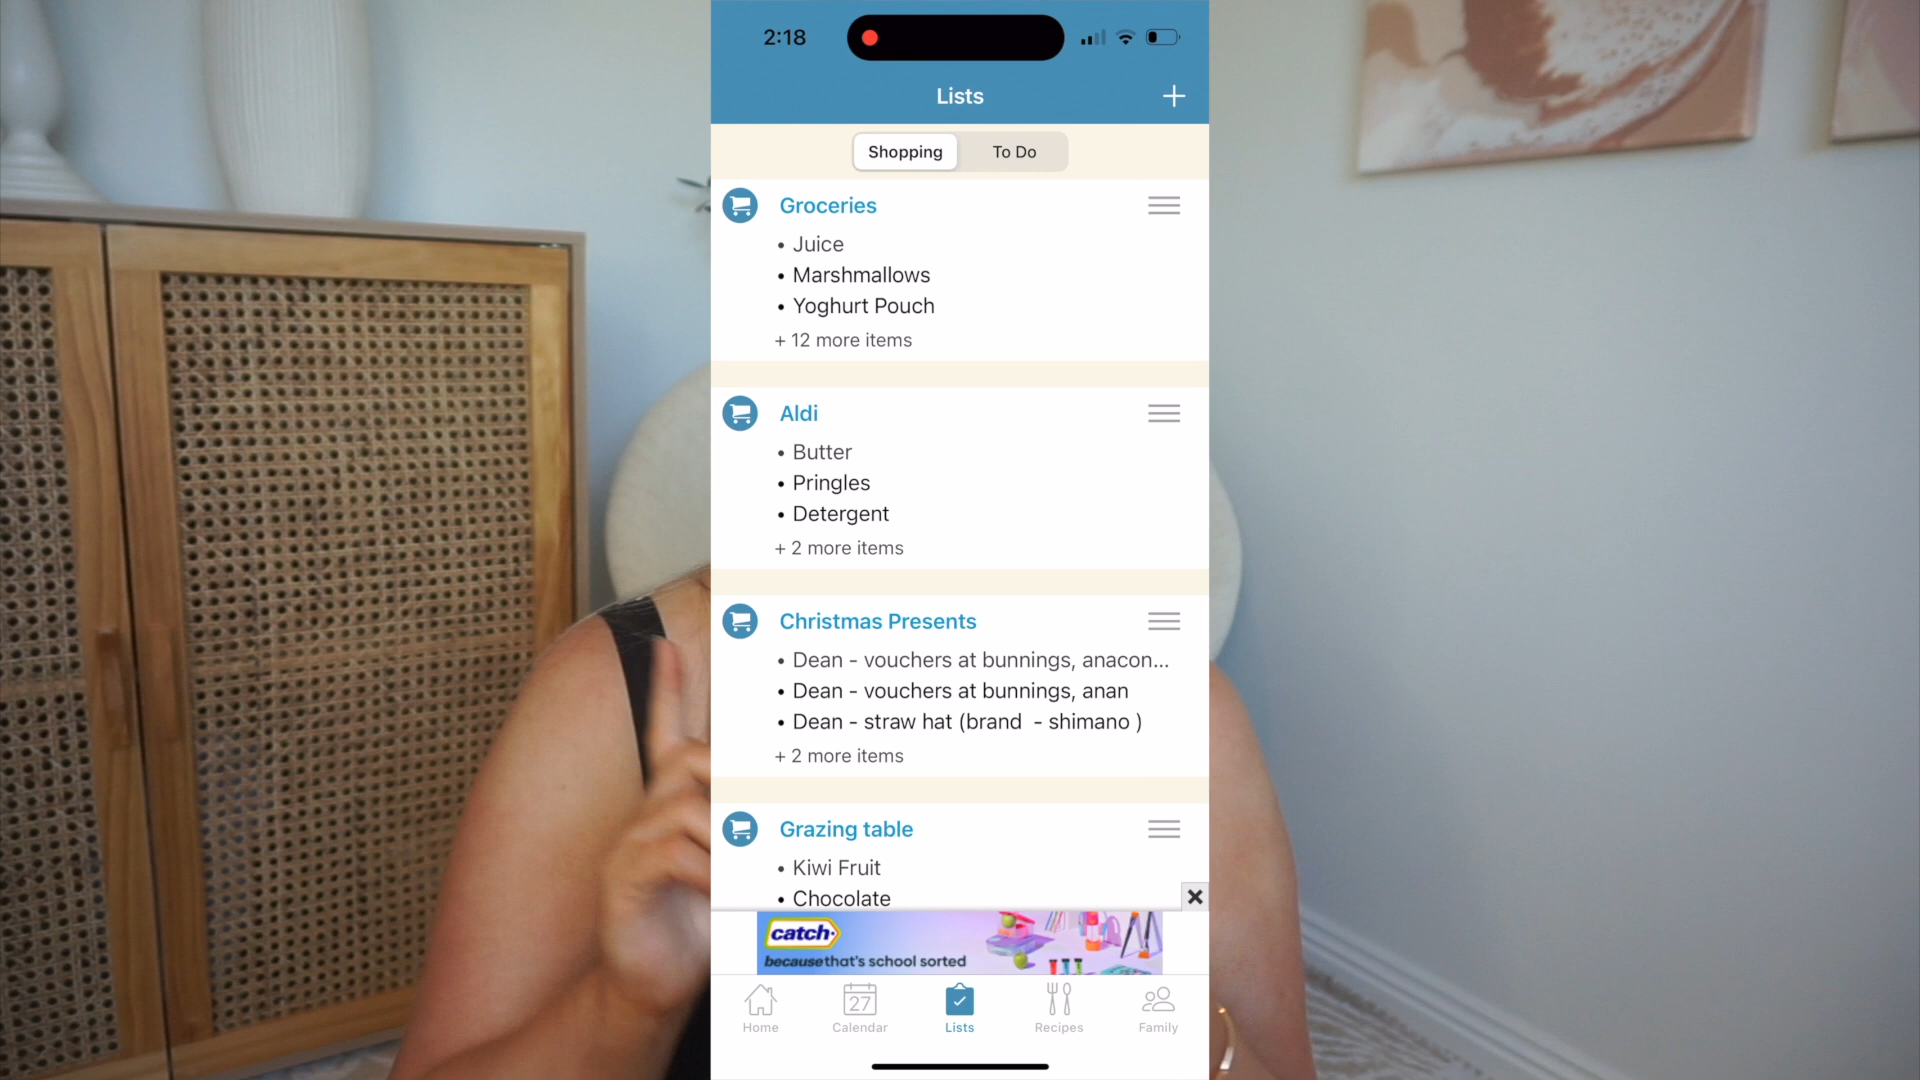 2:18
Lists
Shopping
To Do
Groceries
• Juice
• Marshmallows
• Yoghurt Pouch
+ 12 more items
Aldi
• Butter
• Pringles
• Detergent
+ 2 more items
Christmas Presents
• Dean - vouchers at bunnings, anacon...
• Dean - vouchers at bunnings, anan
• Dean - straw hat (brand - shimano )
+ 2 more items
Grazing table
• Kiwi Fruit
• Chocolate
catch
because that's school sorted
27
Home
Calendar
Lists
Recipes
Family